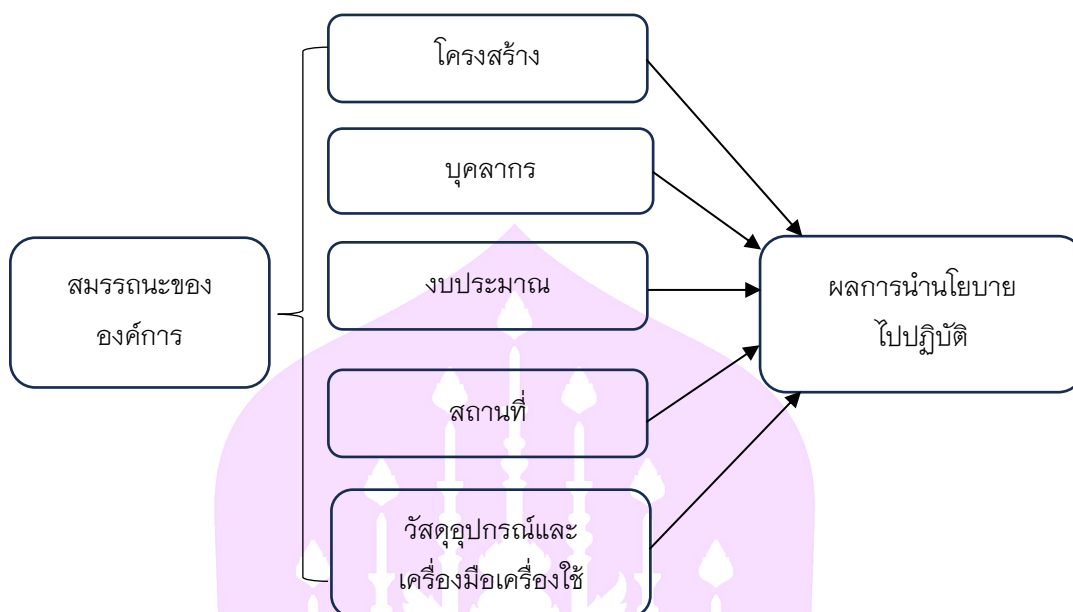 โครงสร้าง
บุคลากร
สมรรถนะของ
องค์การ
งบประมาณ
ผลการนำนโยบาย
ไปปฏิบัติ
สถานที่
วัสดุอุปกรณ์และ
เครื่องมือเครื่องใช้